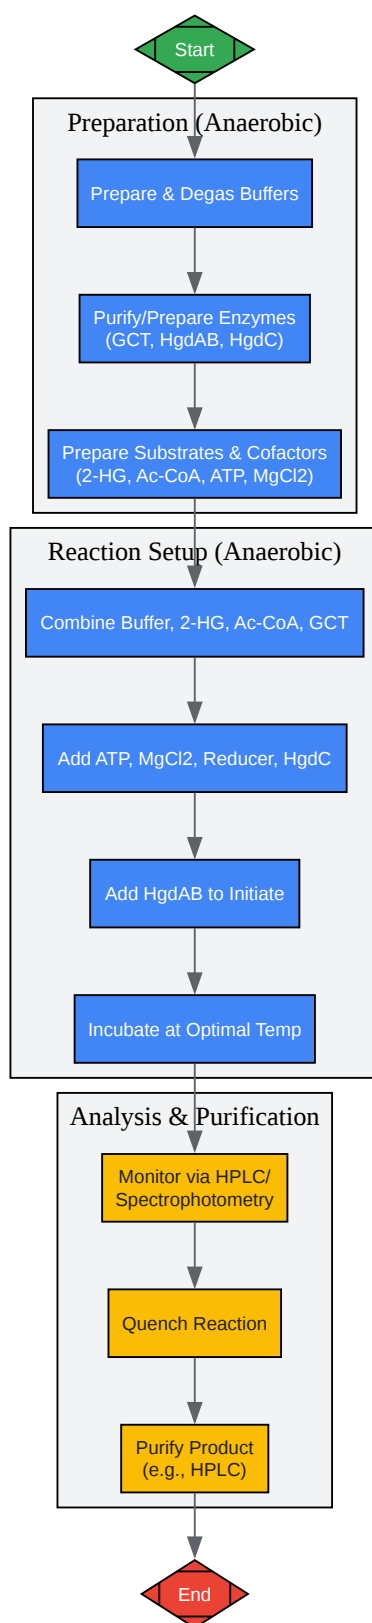 Start
Preparation (Anaerobic)
Prepare & Degas Buffers
Purify/Prepare Enzymes
(GCT, HgdAB, HgdC)
Prepare Substrates & Cofactors
(2-HG, Ac-CoA, ATP, MgCl2)
Reaction Setup (Anaerobic)
Combine Buffer, 2-HG, Ac-CoA, GCT
Add ATP, MgCl2, Reducer, HgdC
Add HgdAB to Initiate
Incubate at Optimal Temp
Analysis & Purification
Monitor via HPLC/
Spectrophotometry
Quench Reaction
Purify Product
(e.g., HPLC)
End